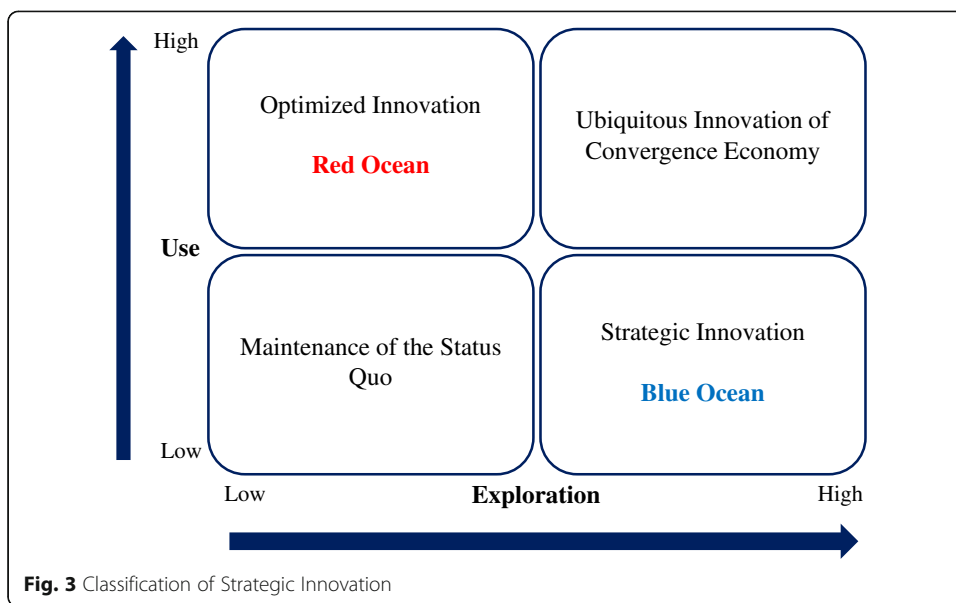 High
Optimized Innovation
Red Ocean
Ubiquitous Innovation of
Convergence Economy
Use
Maintenance of the Status
Quo
Strategic Innovation
Blue Ocean
Low
Low
Exploration
High
Fig. 3 Classification of Strategic Innovation